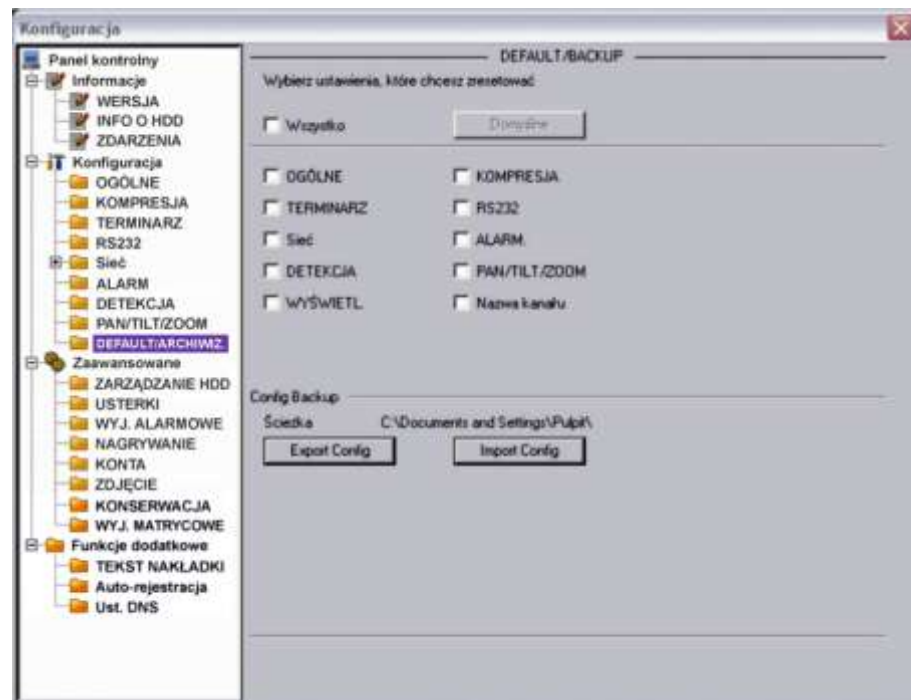 Konfiguracja
Panel kontrolny
Informacje
WERSJA
INFO O HDD
ZDARZENIA
Konfiguracja
OGÓLNE
KOMPRESJA
TERMINARZ
RS232
Sieć
ALARM
DETEKCJA
PAN/TILT/ZOOM
DEFAULT/ARCHIWIZ.
Zaawansowane
ZARZĄDZANIE HDD
USTERKI
WYJ. ALARMOWE
NAGRYWANIE
KONTA
ZDJĘCIE
KONSERWACJA
WYJ. MATRYCOWE
Funkcje dodatkowe
TEKST NAKŁADKI
Auto-rejestracja
Ust. DNS
DEFAULT/BACKUP
Wybierz ustawienia, które chcesz zresetować
Wszystko Domyślne
OGÓLNE KOMPRESJA
TERMINARZ RS232
Sieć ALARM
DETEKCJA PAN/TILT/ZOOM
WYŚWIETL. Nazwa kanału
Config Backup
Ścieżka C:\Documents and Settings\Pulpit\
Export Config Import Config